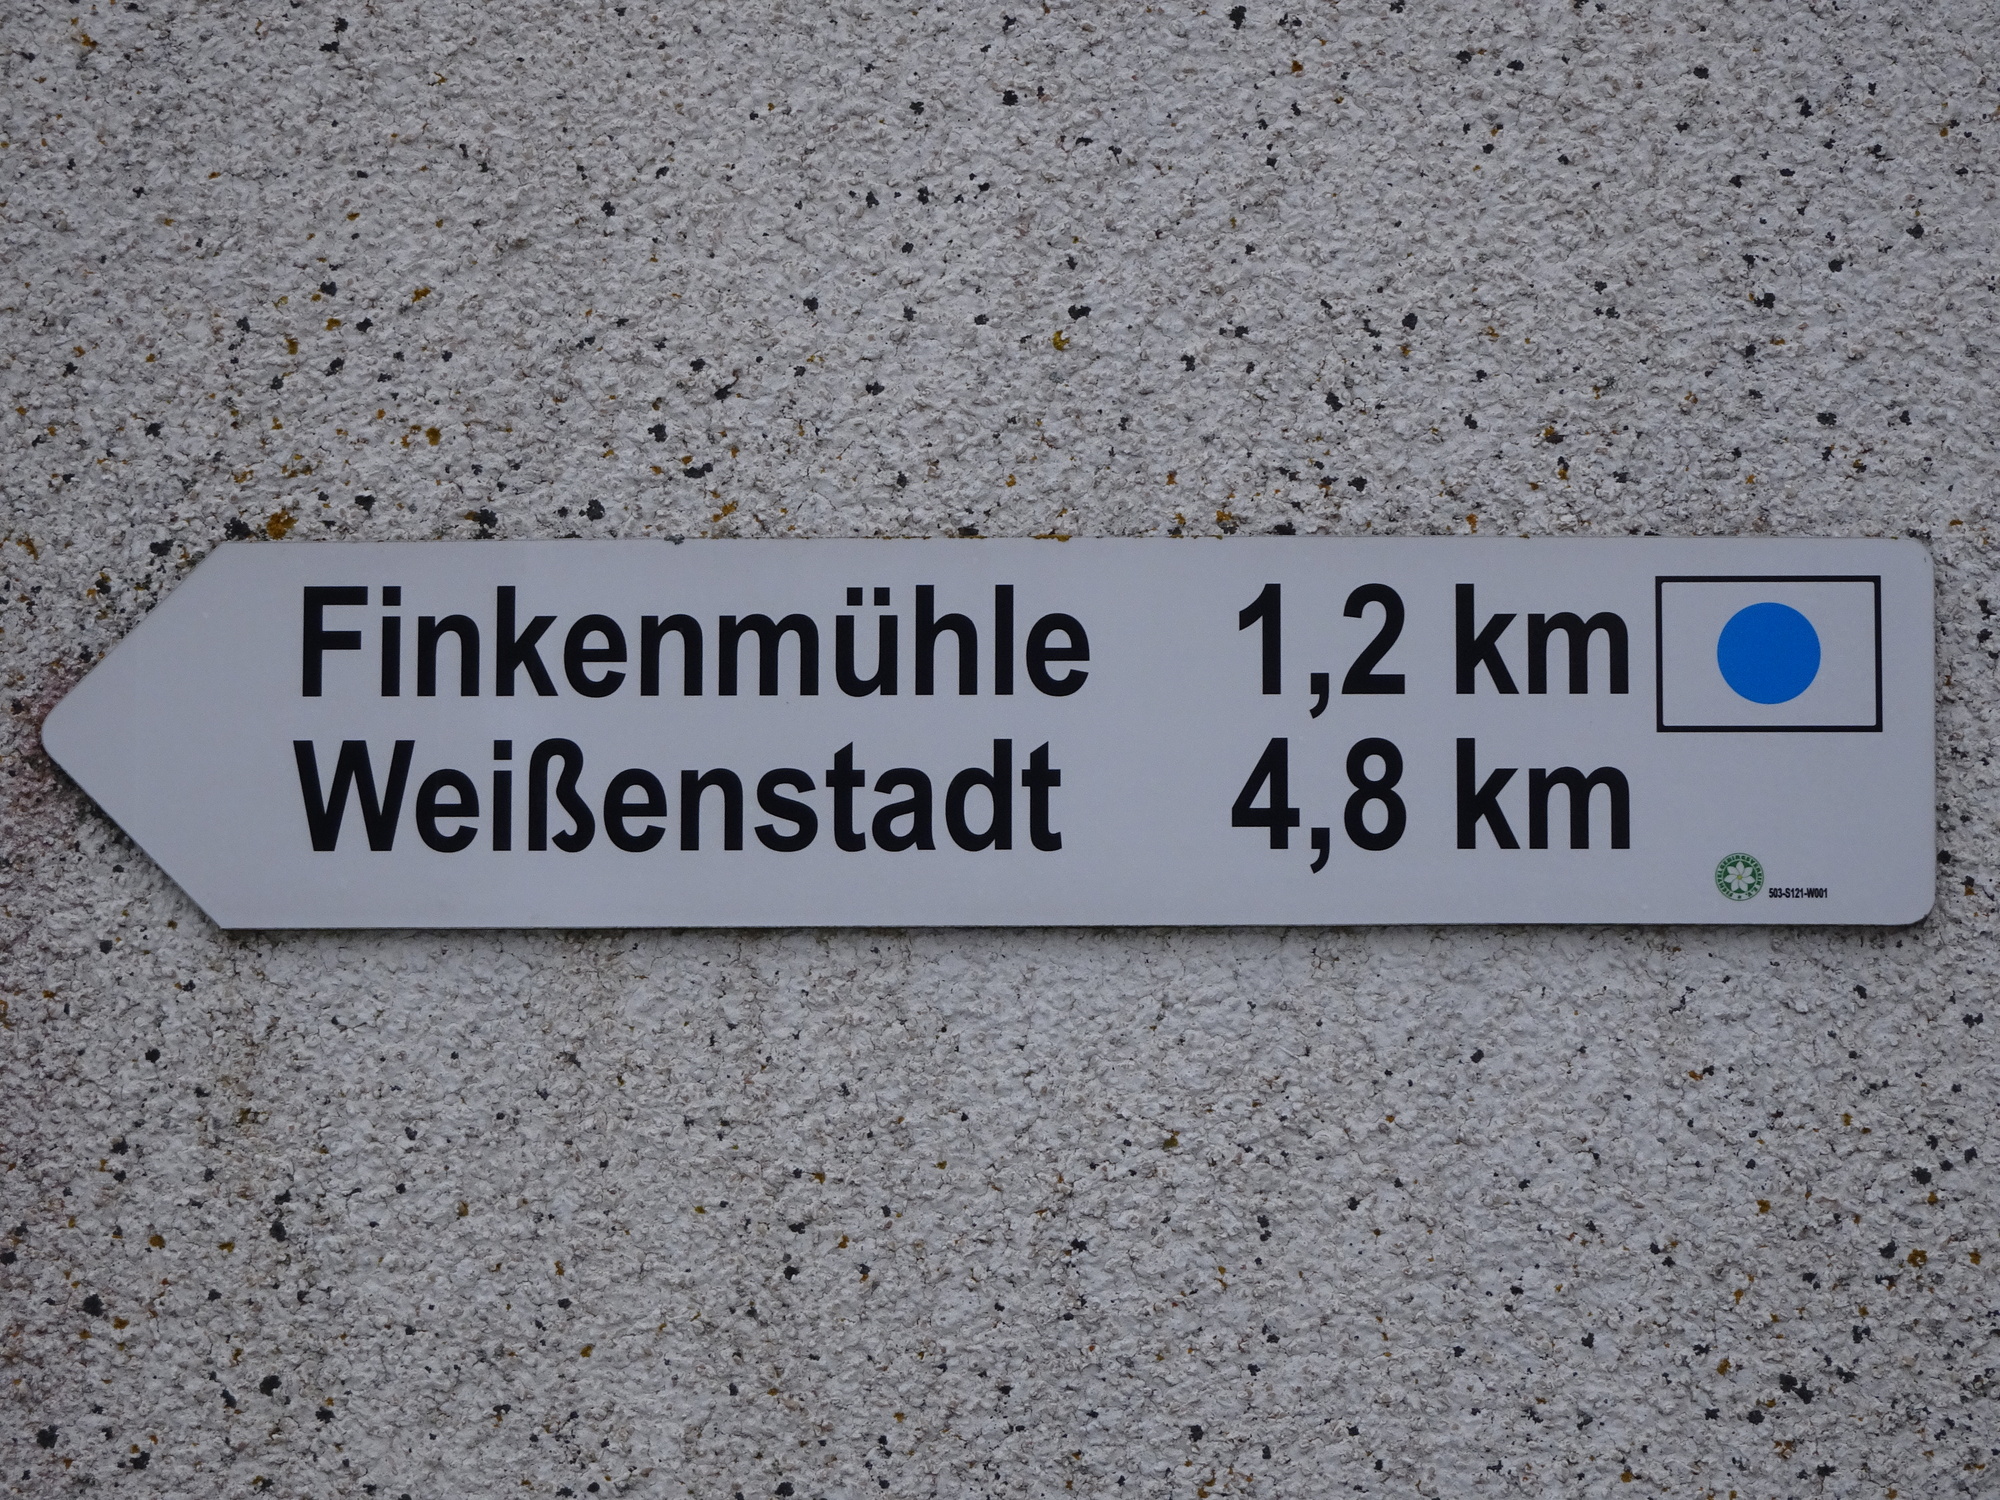 Finkenmühle 1,2 km
Weißenstadt 4,8 km
503-S121-W001